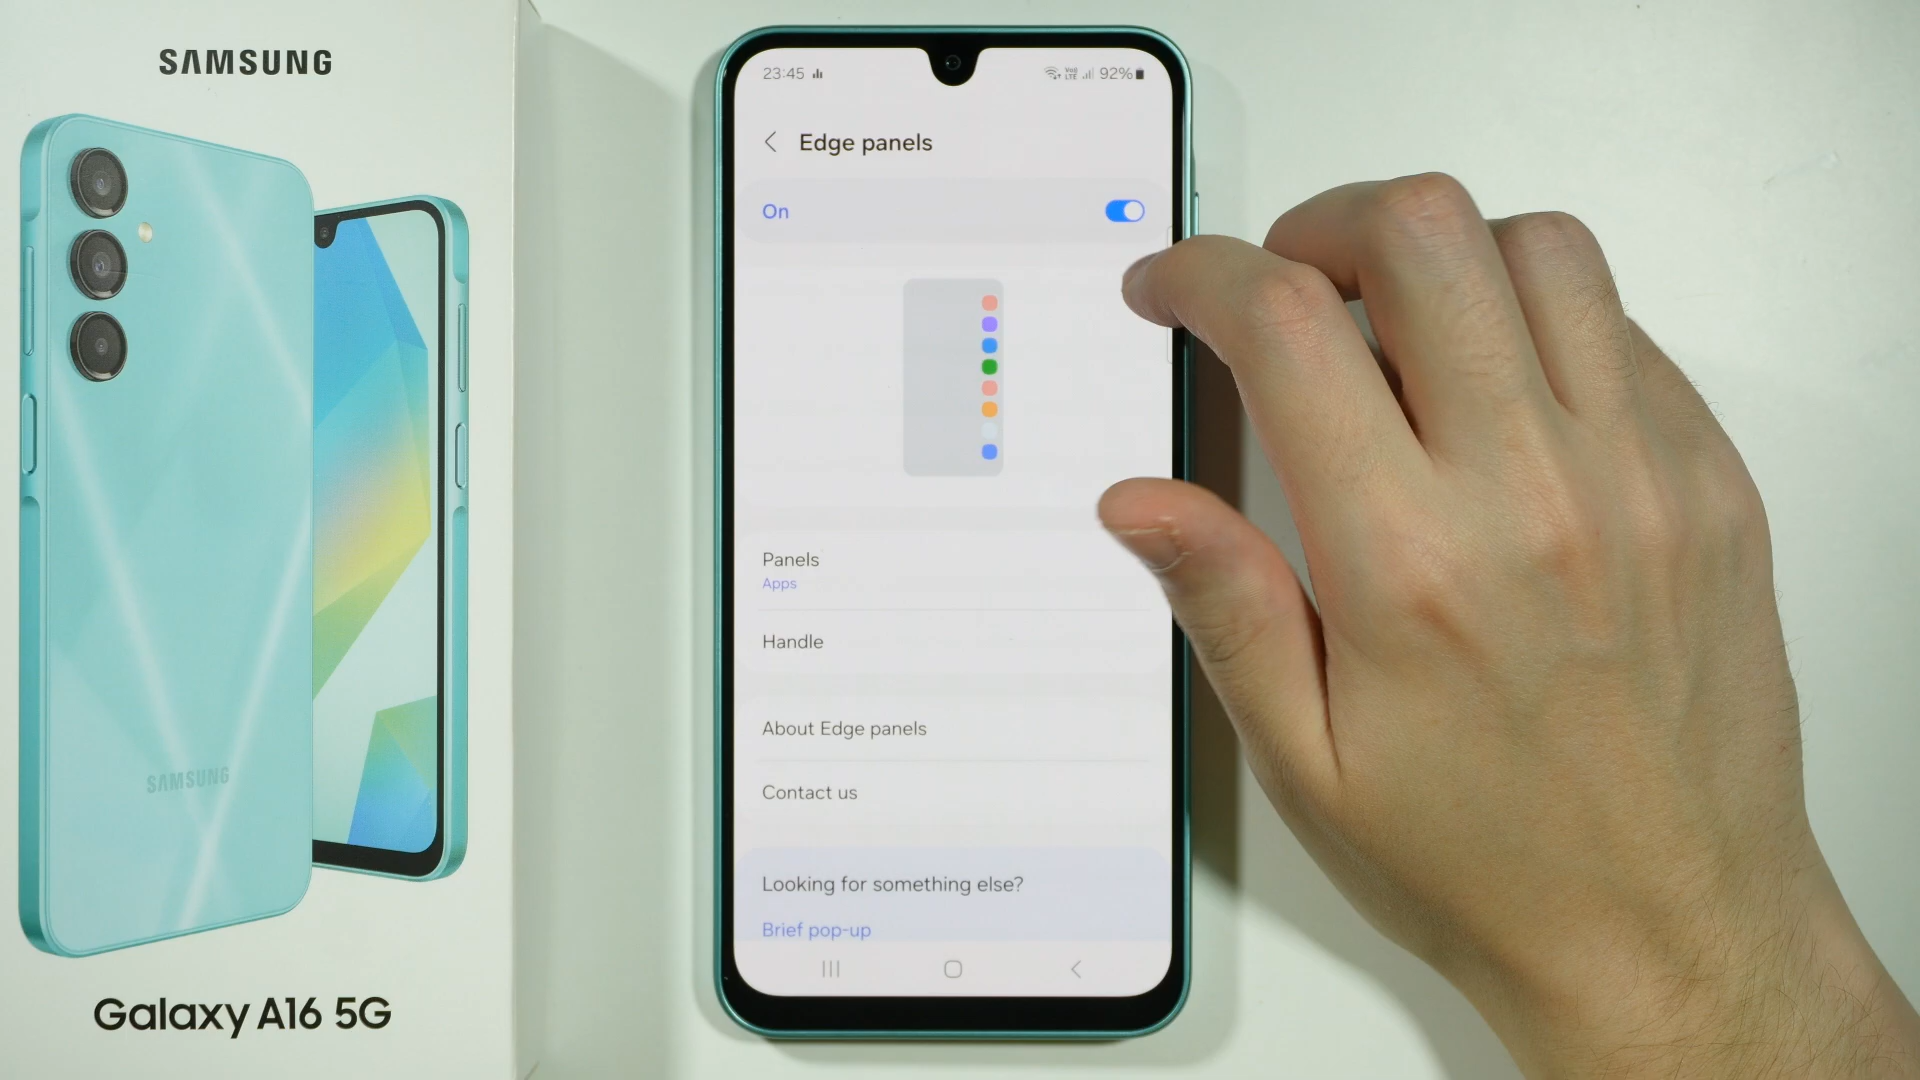 SAMSUNG
SAMSUNG
Galaxy A16 5G
23:45
VoLTE 92%
Edge panels
On
Panels
Apps
Handle
About Edge panels
Contact us
Looking for something else?
Brief pop-up